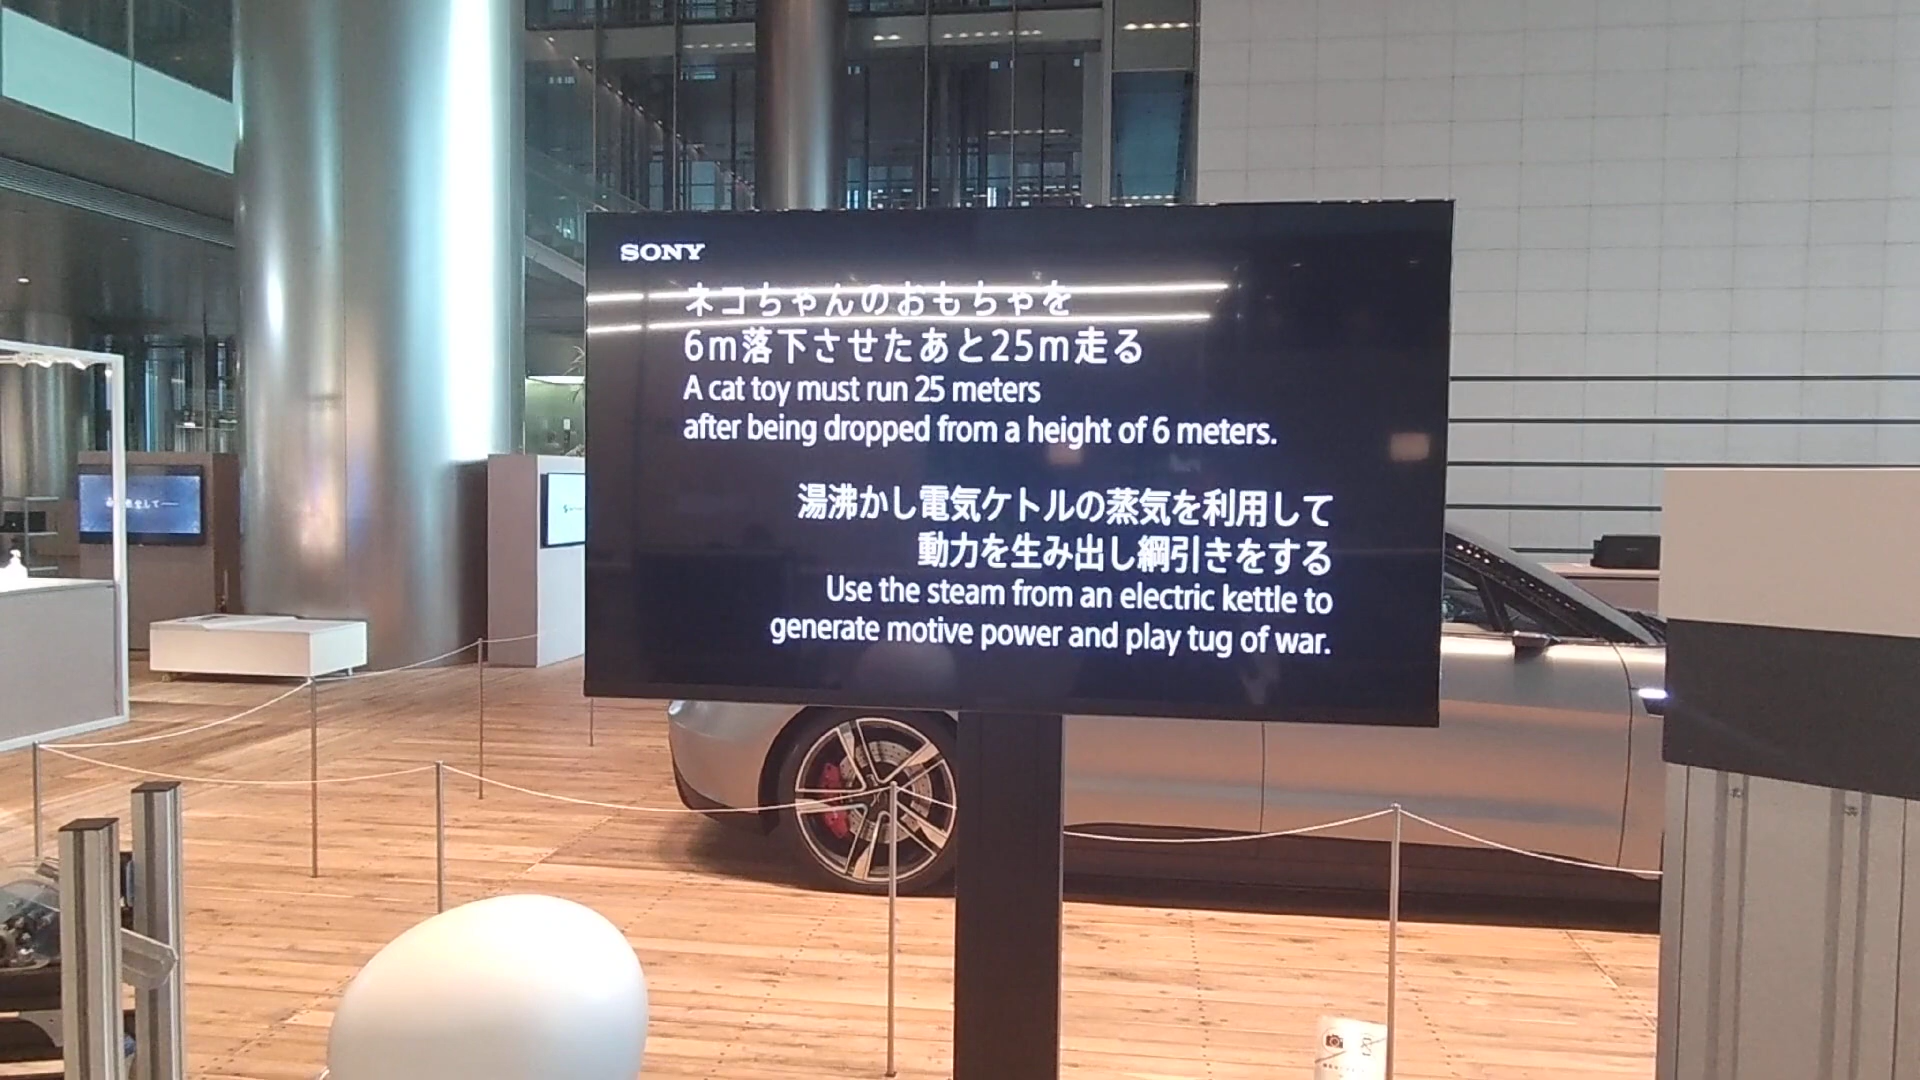 SONY
ネコちゃんのおもちゃを
6m落下させたあと25m走る
A cat toy must run 25 meters
after being dropped from a height of 6 meters.
湯沸かし電気ケトルの蒸気を利用して
動力を生み出し綱引きをする
Use the steam from an electric kettle to
generate motive power and play tug of war.